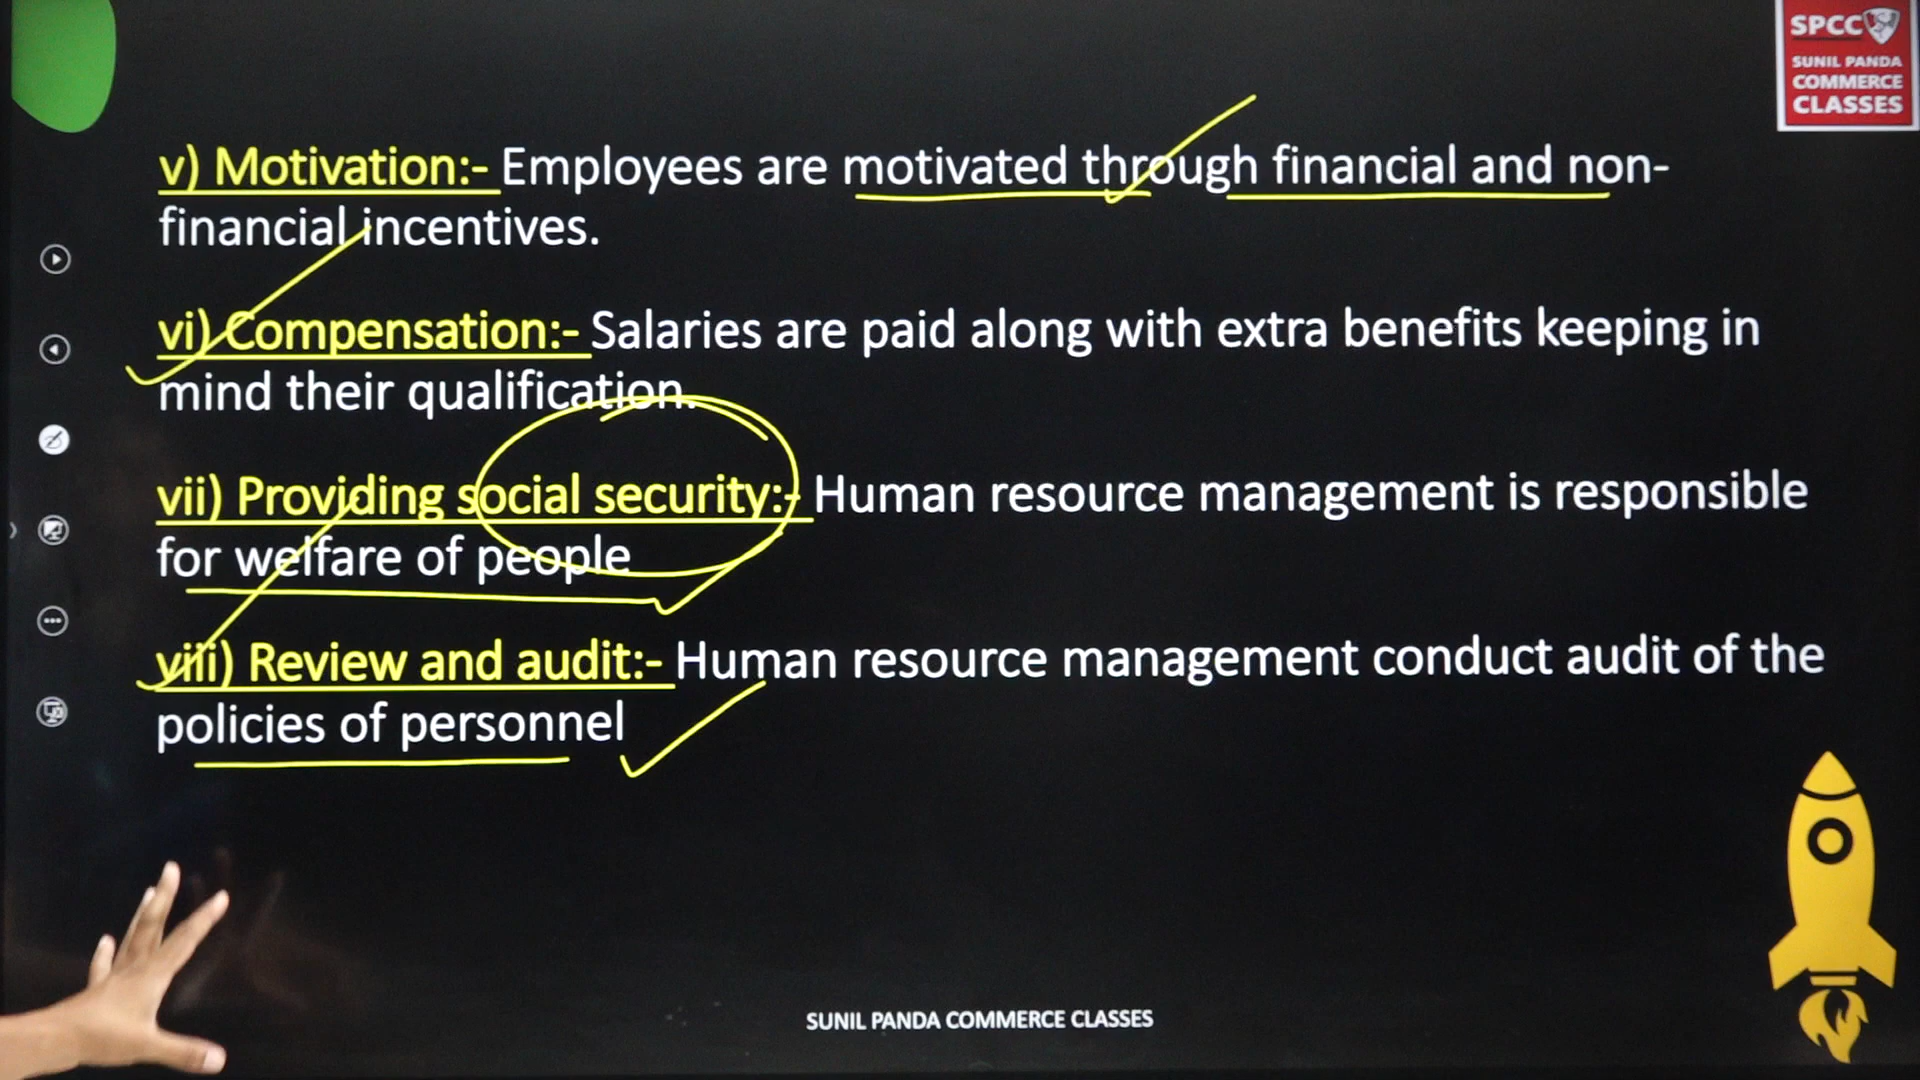 SPCC
SUNIL PANDA
COMMERCE
CLASSES
v) Motivation:- Employees are motivated through financial and non-
financial incentives.
vi) Compensation:- Salaries are paid along with extra benefits keeping in
mind their qualification.
vii) Providing social security:- Human resource management is responsible
for welfare of people
viii) Review and audit:- Human resource management conduct audit of the
policies of personnel
SUNIL PANDA COMMERCE CLASSES